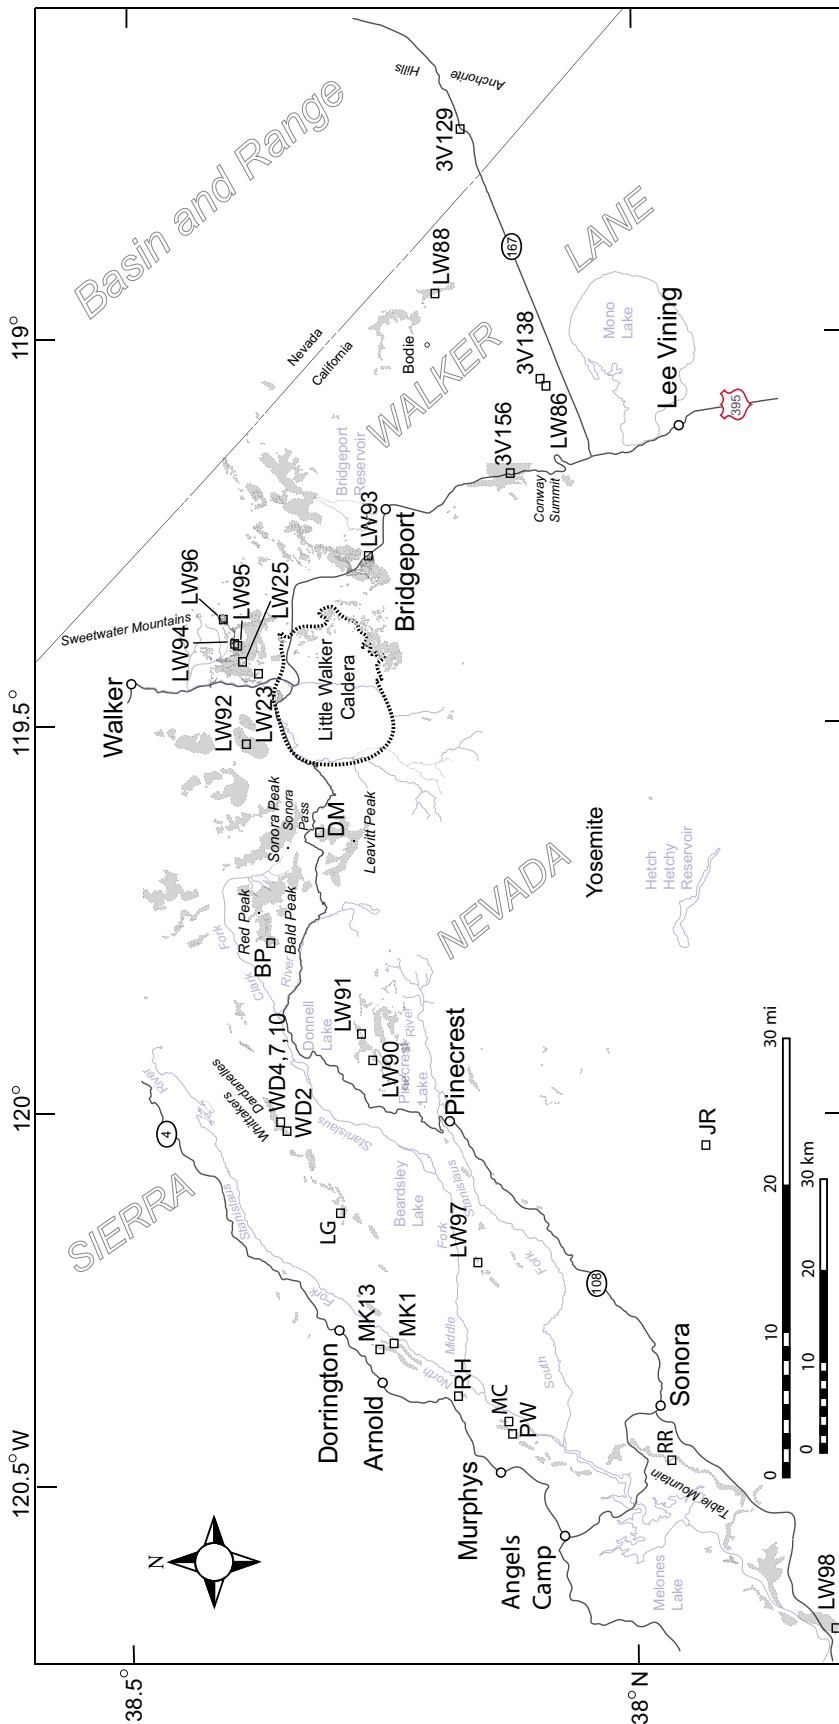 120.5°W
120°
119.5°
119°
38.5°
38°N
N
SIERRA
NEVADA
WALKER
LANE
Basin and Range
Nevada
California
Walker
Sweetwater Mountains
LW96
LW95
LW94
LW25
LW92
LW23
Little Walker
Caldera
LW93
Bridgeport
Bridgeport
Reservoir
Bodie
LW88
3V129
Anchorite
Hills
167
3V138
LW86
3V156
Conway
Summit
Mono
Lake
Lee Vining
395
Sonora Peak
Sonora
Pass
DM
Leavitt Peak
Red Peak
Bald Peak
BP
Clark
Fork
River
Donnell
Lake
LW91
LW90
Pinecrest
Lake
River
Pinecrest
Whittakers
Dardanelles
WD4,7,10
WD2
Stanislaus
River
4
Stanislaus
Fork
North
LG
Beardsley
Lake
Middle
Fork
Stanislaus
LW97
South
Fork
108
Dorrington
Arnold
MK13
MK1
RH
MC
PW
Murphys
Angels
Camp
Sonora
RR
Table Mountain
Melones
Lake
LW98
JR
Yosemite
Hetch
Hetchy
Reservoir
0
10
20
30 mi
0
10
20
30 km